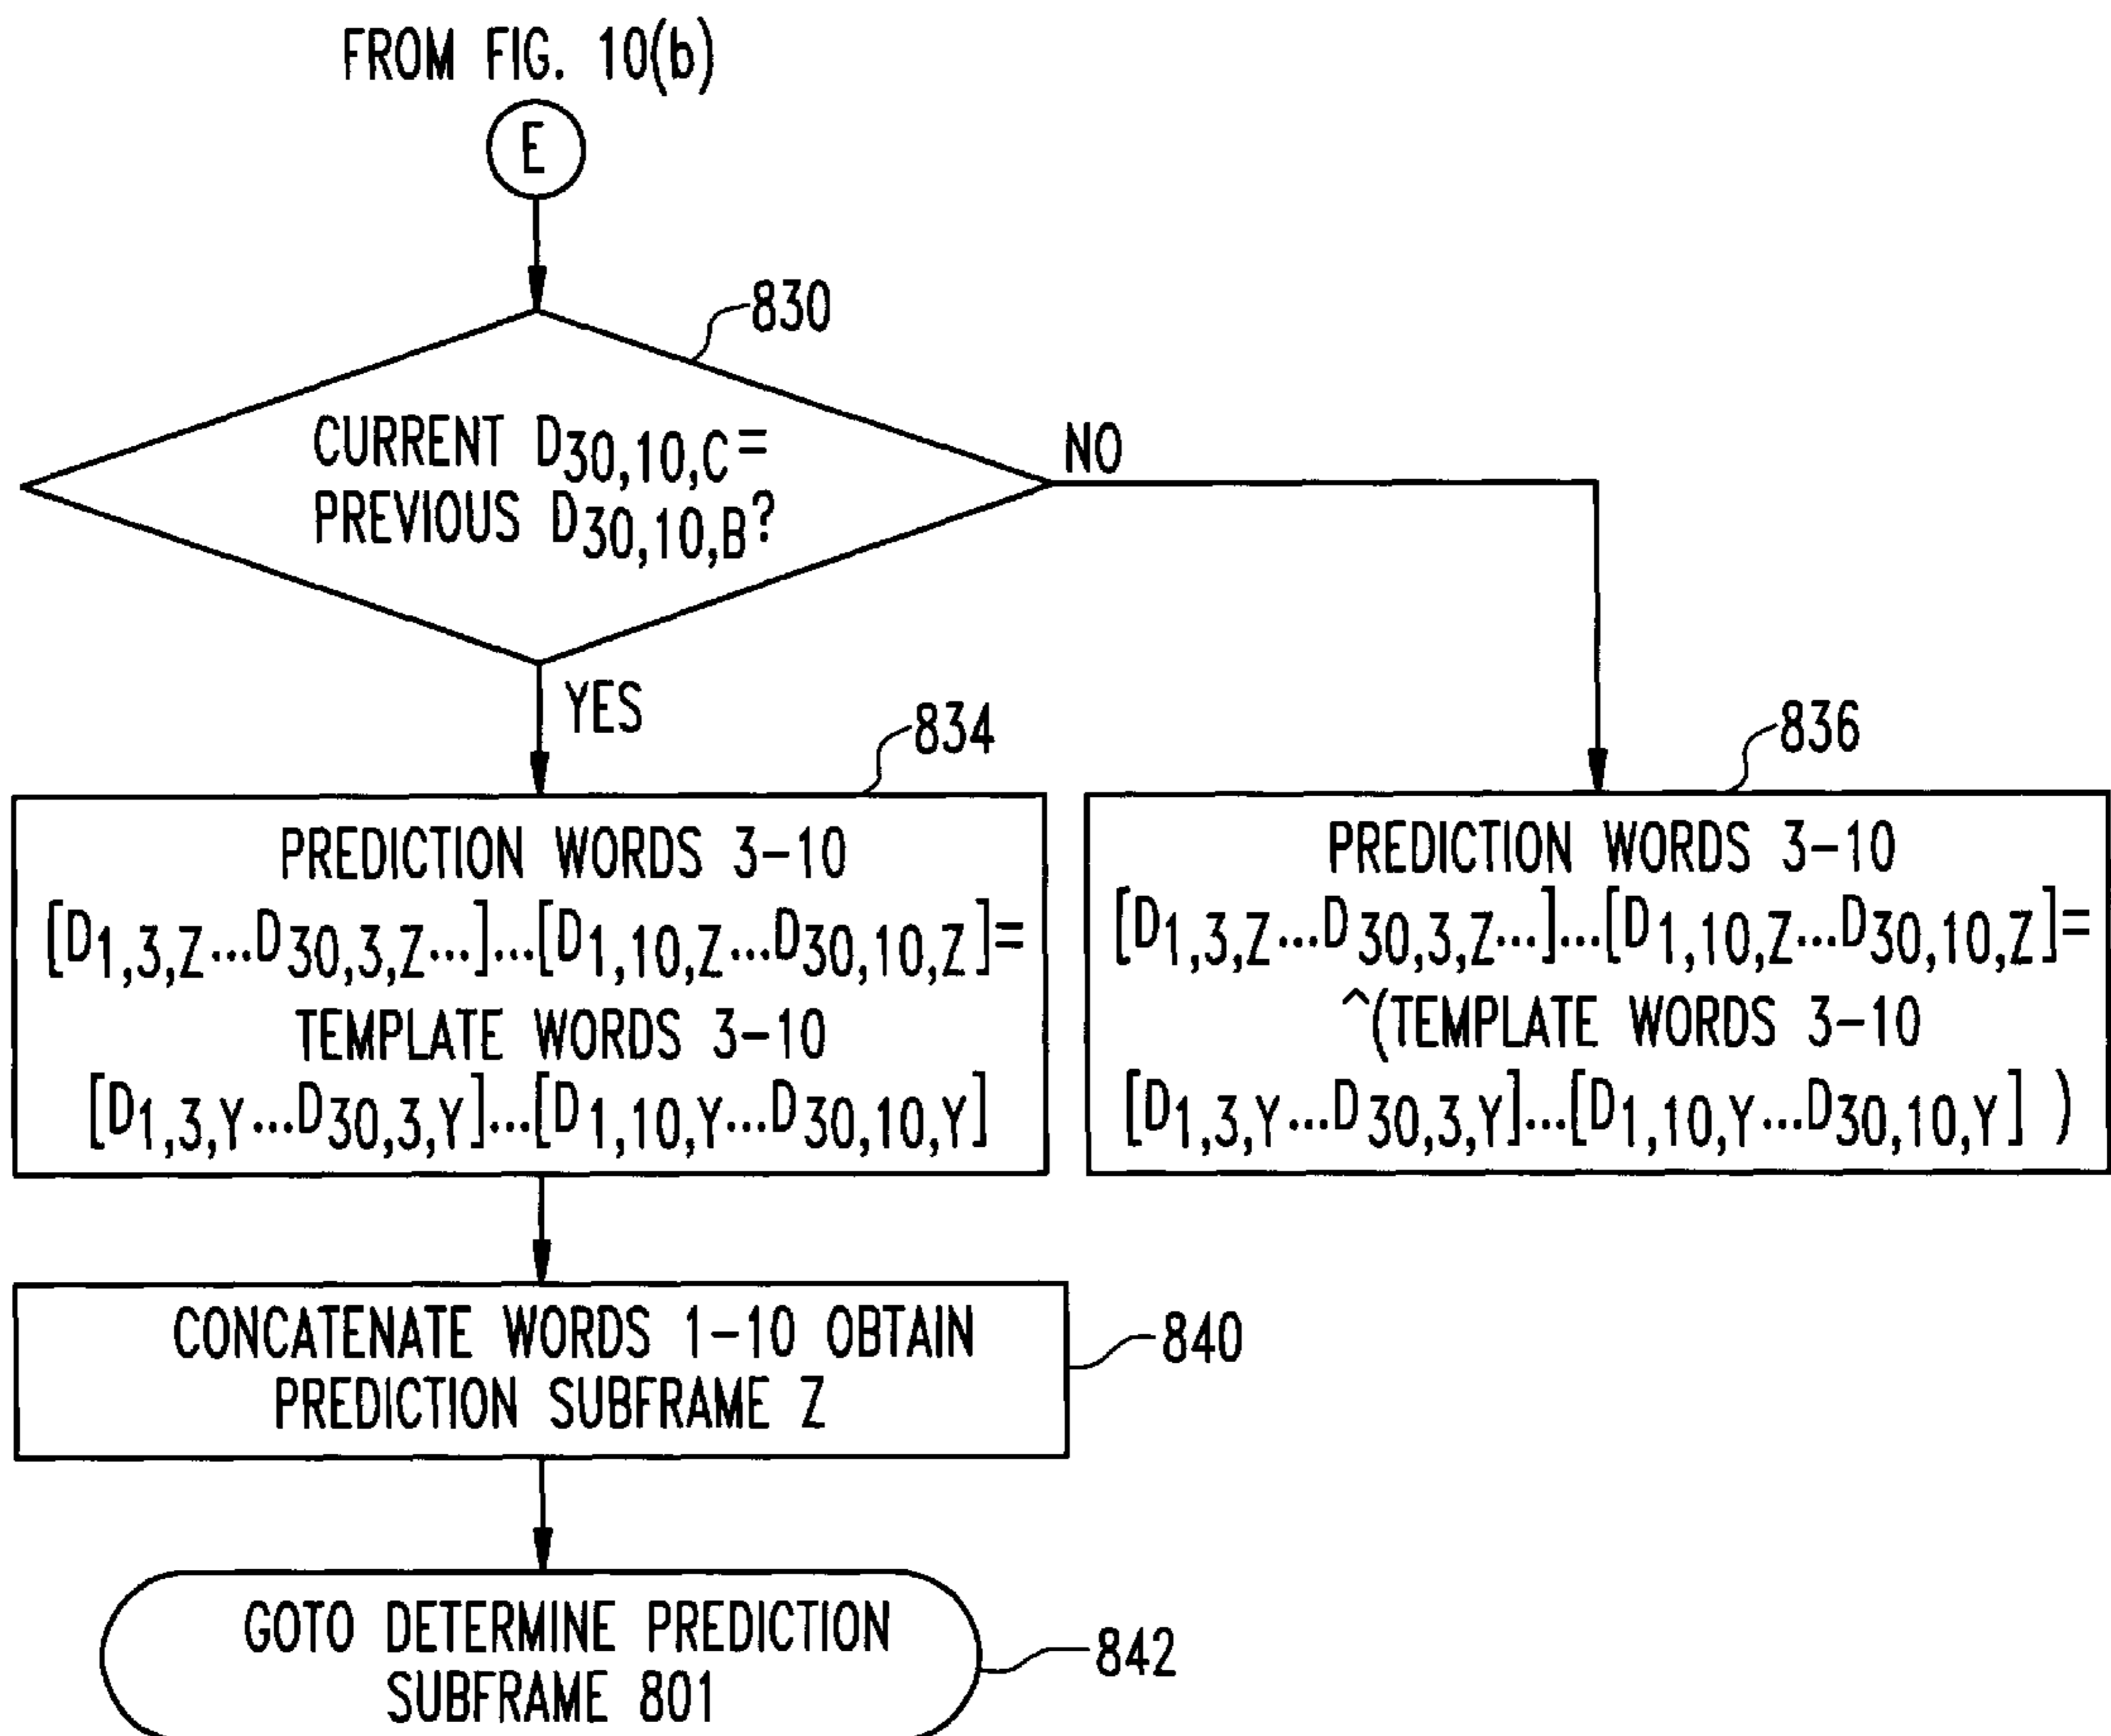 FROM FIG. 10(b)
E
830
CURRENT D30,10,C=
PREVIOUS D30,10,B?
NO
YES
834
PREDICTION WORDS 3-10
[D1,3,Z...D30,3,Z...]...[D1,10,Z...D30,10,Z]=
TEMPLATE WORDS 3-10
[D1,3,Y...D30,3,Y]...[D1,10,Y...D30,10,Y]
836
PREDICTION WORDS 3-10
[D1,3,Z...D30,3,Z...]...[D1,10,Z...D30,10,Z]=
^(TEMPLATE WORDS 3-10
[D1,3,Y...D30,3,Y]...[D1,10,Y...D30,10,Y] )
CONCATENATE WORDS 1-10 OBTAIN
PREDICTION SUBFRAME Z
840
GOTO DETERMINE PREDICTION
SUBFRAME 801
842